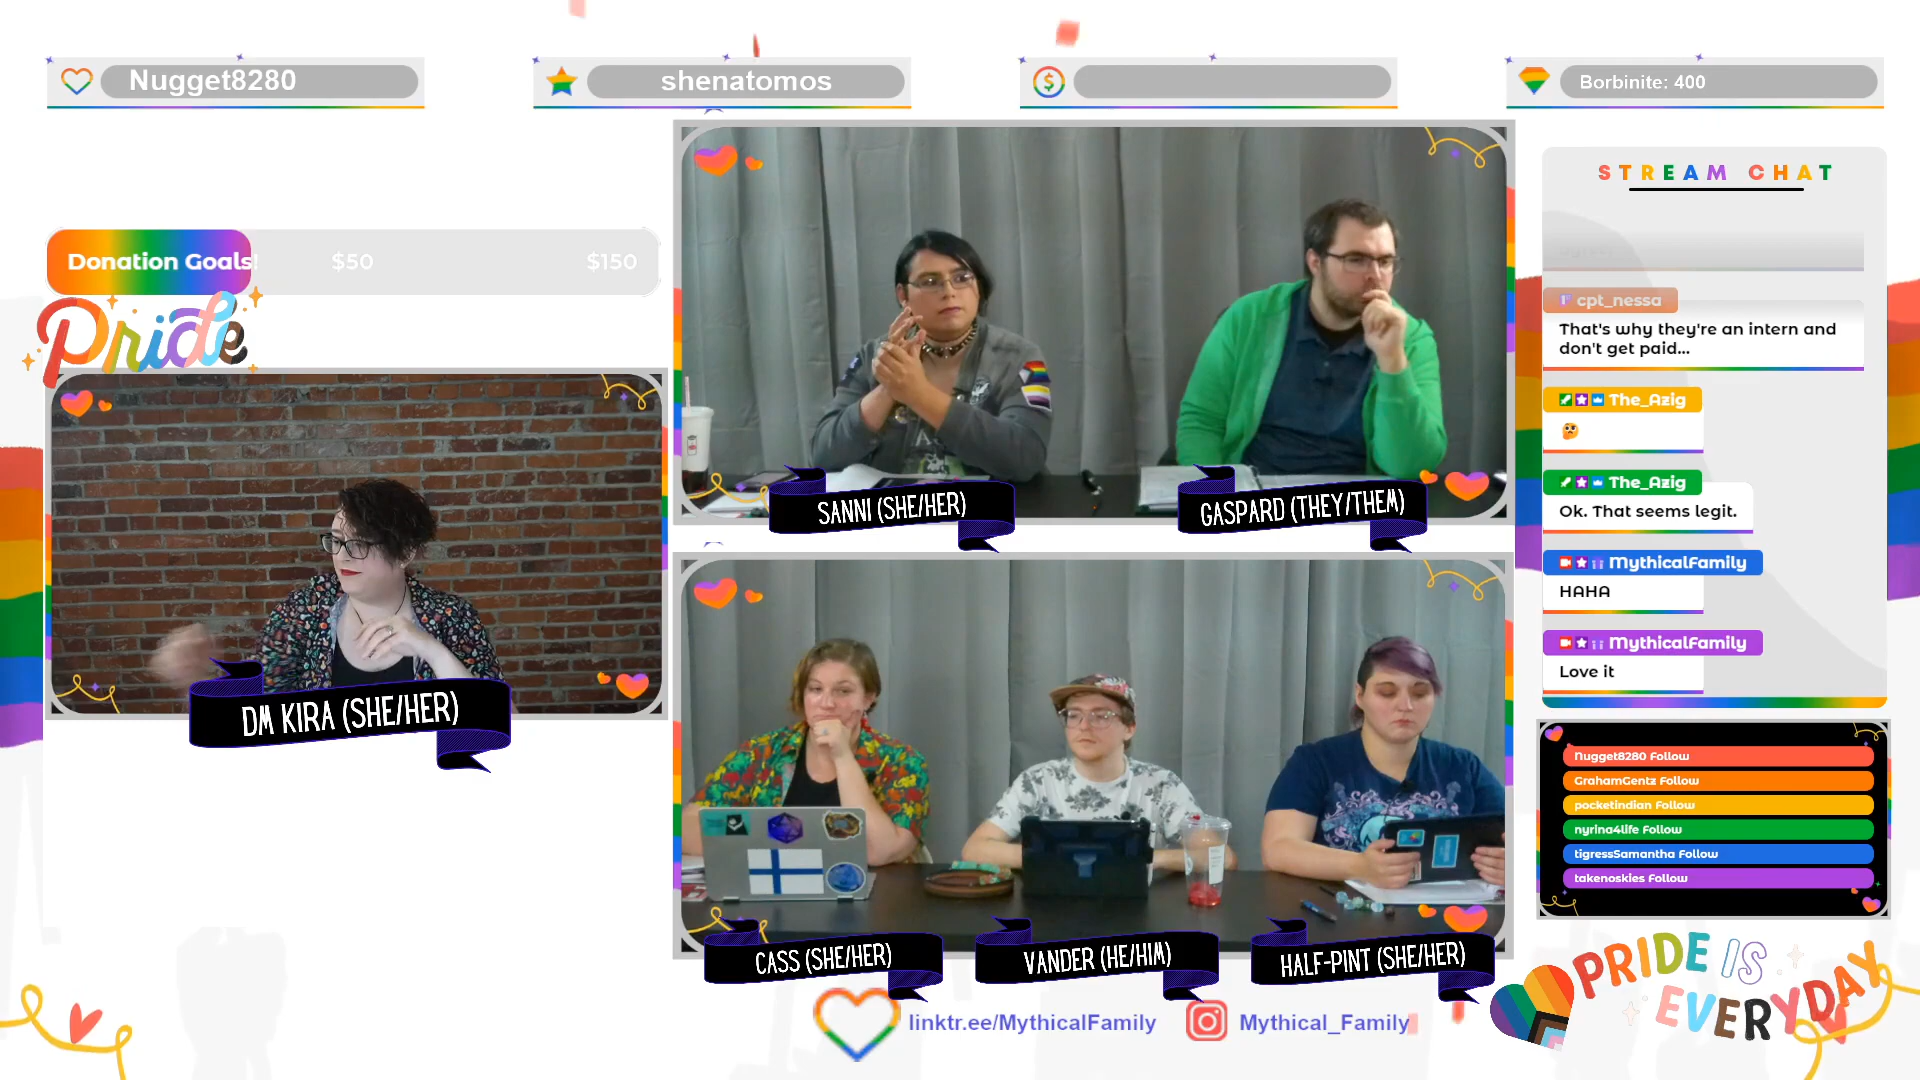 Nugget8280
shenatomos
Borbinite: 400
Donation Goals!
$50
$150
Pride
DM KIRA (SHE/HER)
SANNI (SHE/HER)
GASPARD (THEY/THEM)
CASS (SHE/HER)
VANDER (HE/HIM)
HALF-PINT (SHE/HER)
linktr.ee/MythicalFamily
Mythical_Family
STREAM CHAT
cpt_nessa
That's why they're an intern and
don't get paid...
The_Azig
The_Azig
Ok. That seems legit.
MythicalFamily
HAHA
MythicalFamily
Love it
Nugget8280 Follow
GrahamGentz Follow
pocketindian Follow
nyrina4life Follow
tigressSamantha Follow
takenoskies Follow
PRIDE IS
EVERYDAY